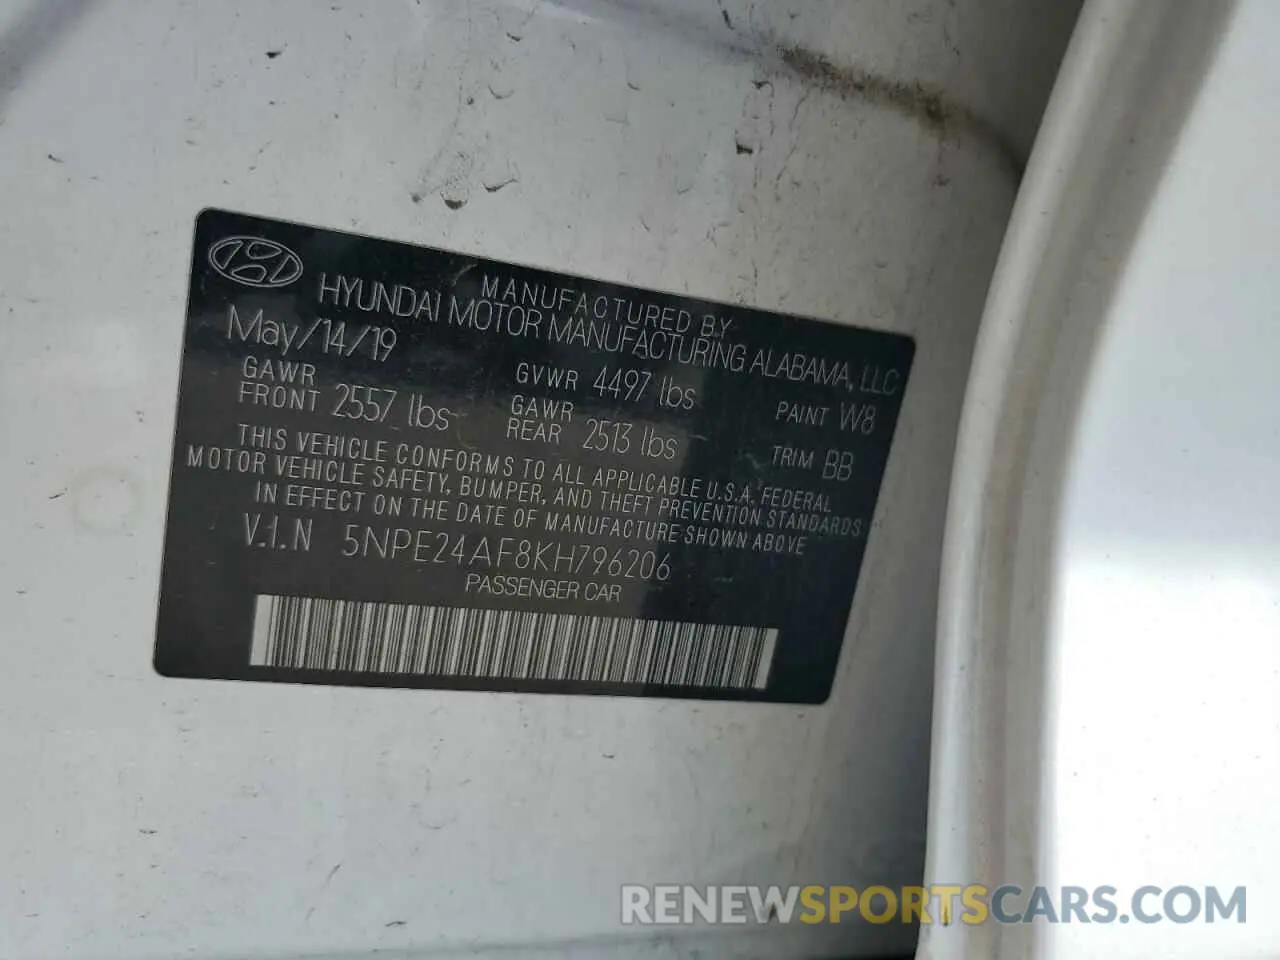 MANUFACTURED BY
HYUNDAI MOTOR MANUFACTURING ALABAMA, LLC
May/14/19
GVWR 4497 lbs
PAINT W8
GAWR
FRONT 2557 lbs
GAWR
REAR 2513 lbs
TRIM BB
THIS VEHICLE CONFORMS TO ALL APPLICABLE U.S.A. FEDERAL
MOTOR VEHICLE SAFETY, BUMPER, AND THEFT PREVENTION STANDARDS
IN EFFECT ON THE DATE OF MANUFACTURE SHOWN ABOVE
V.I.N 5NPE24AF8KH796206
PASSENGER CAR
RENEWSPORTSCARS.COM